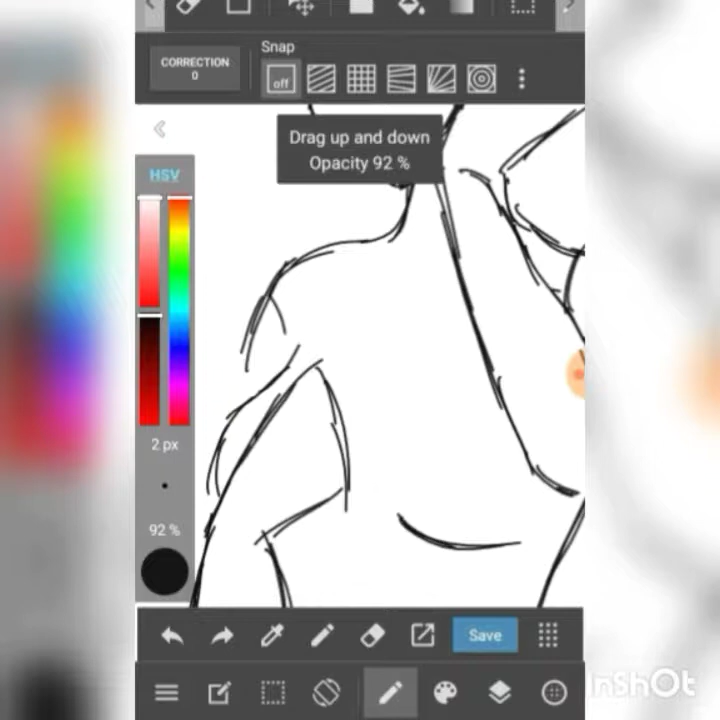 CORRECTION
0
Snap
off
Drag up and down
Opacity 92 %
HSV
2 px
92 %
Save
InShOt